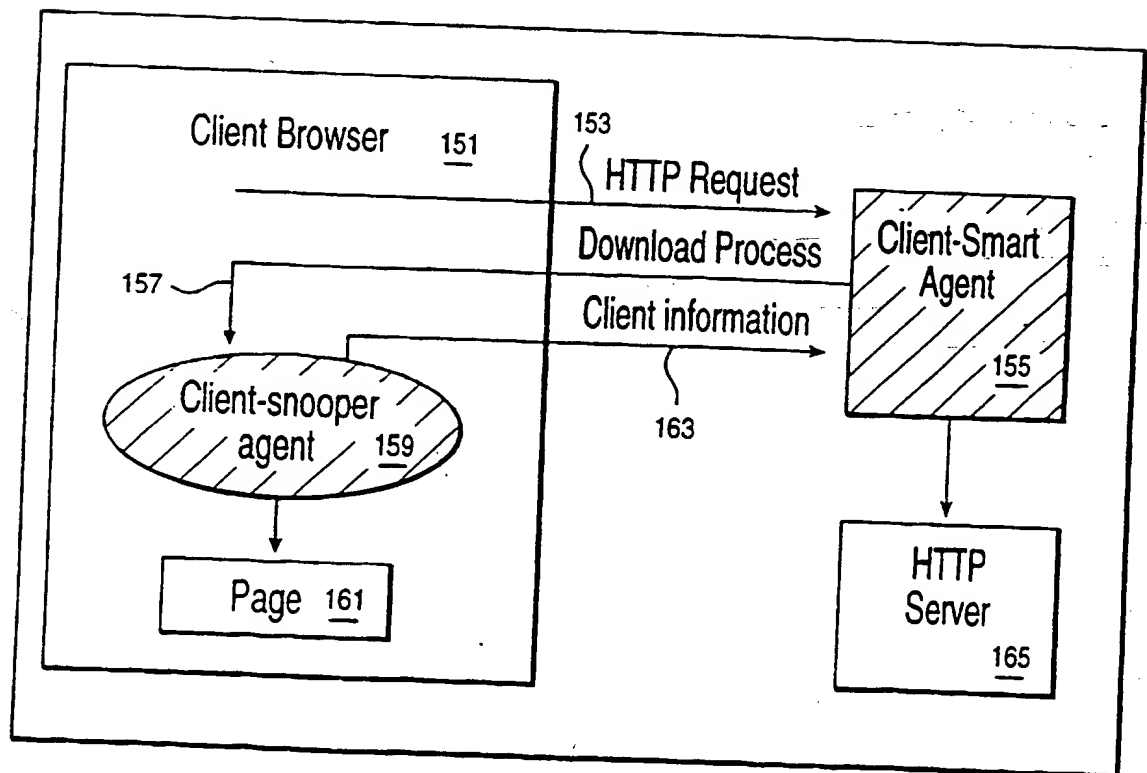 Client Browser 151
153
HTTP Request
Download Process
157
Client information
163
Client-Smart
Agent
155
Client-snooper
agent 159
Page 161
HTTP
Server
165